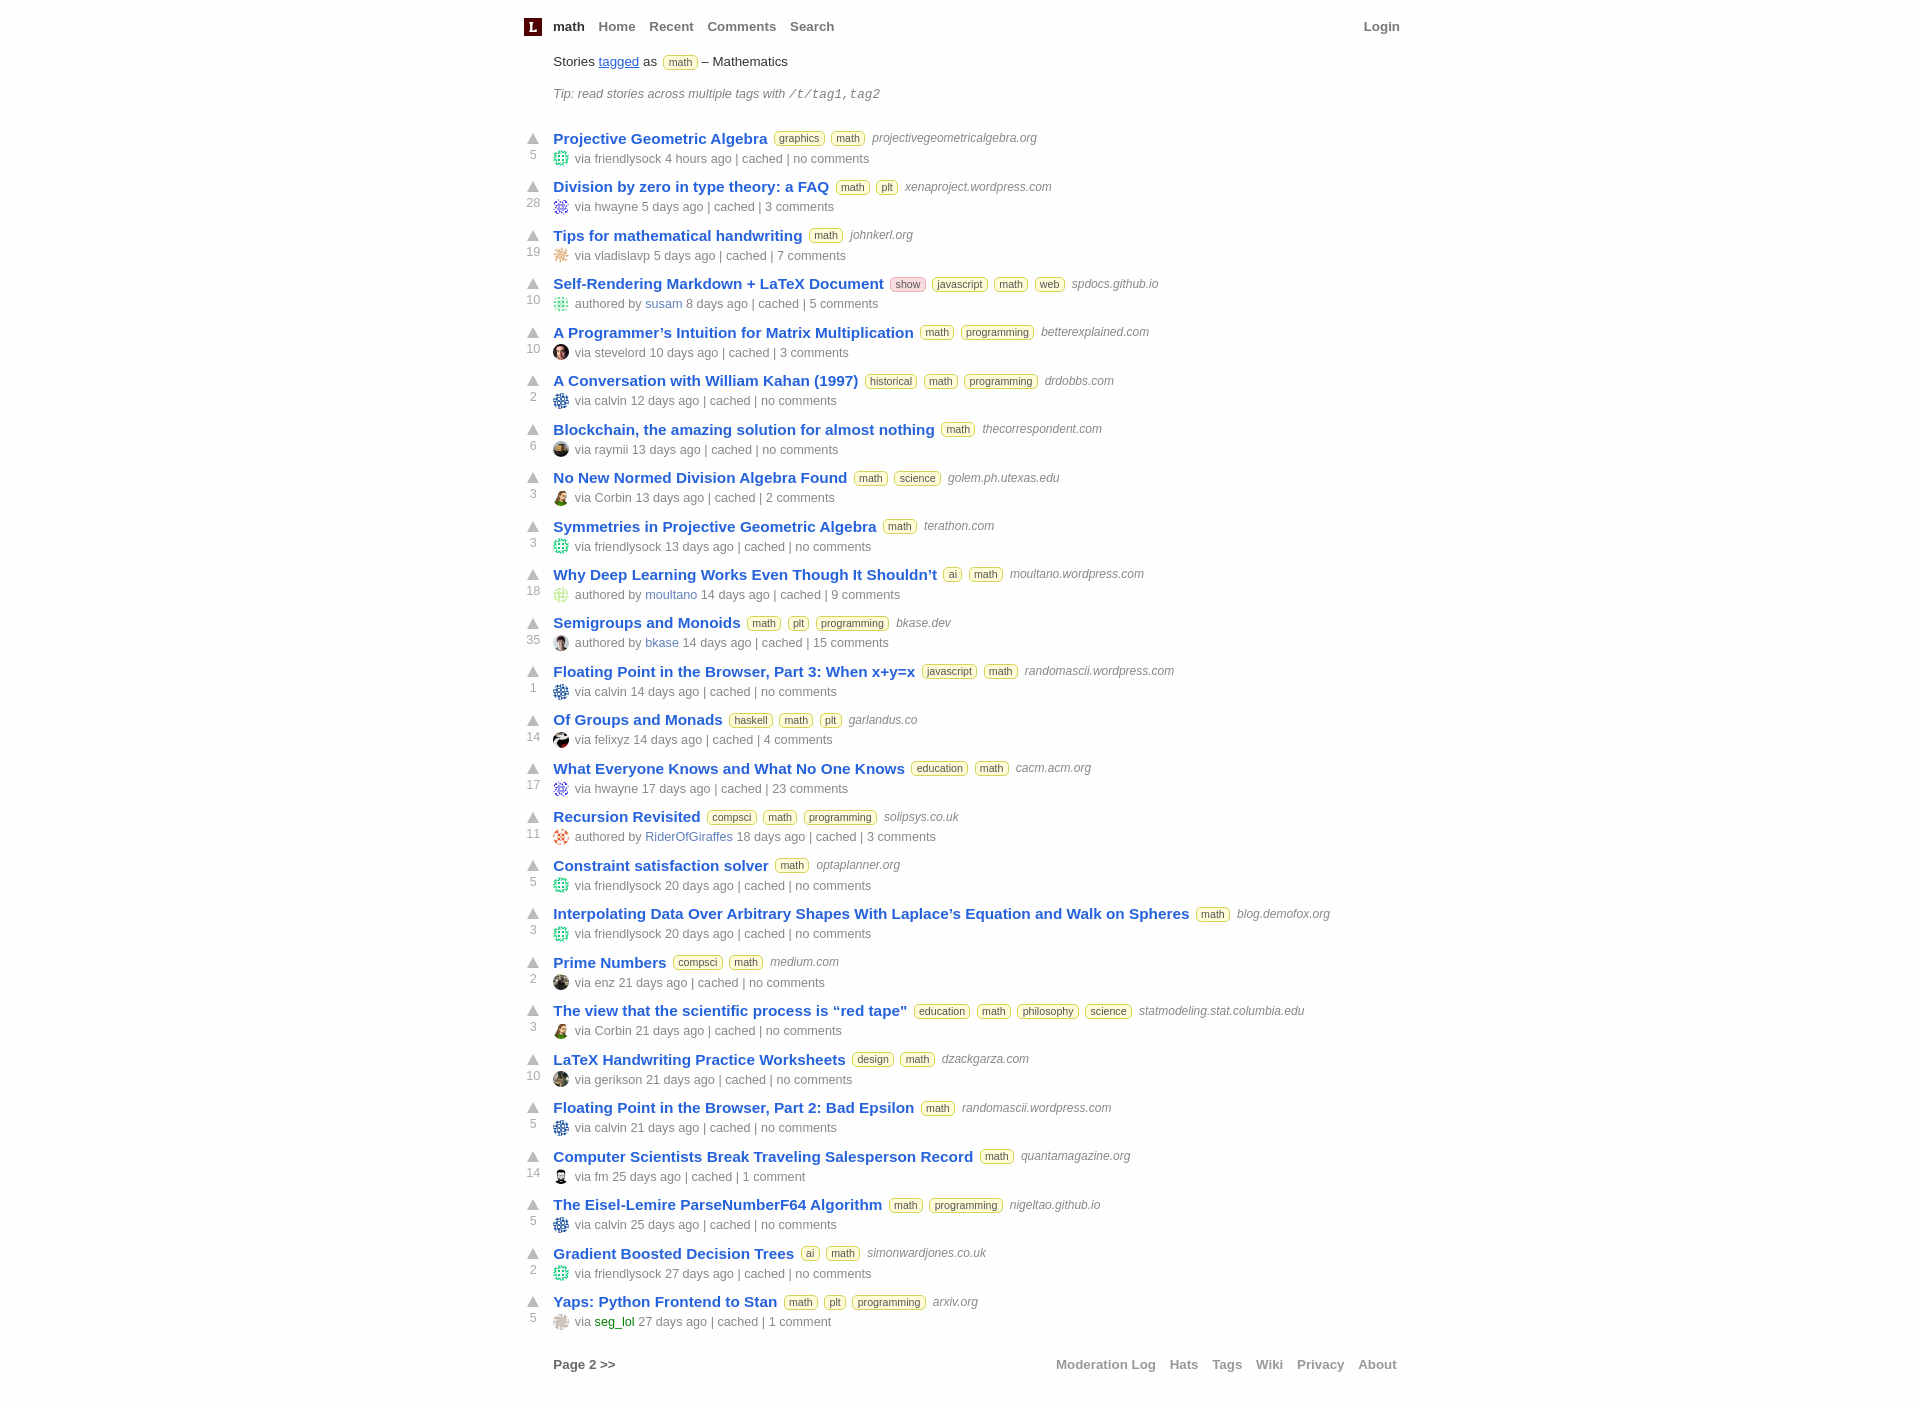 L math Home Recent Comments Search Login
Stories tagged as math – Mathematics
Tip: read stories across multiple tags with /t/tag1,tag2
Projective Geometric Algebra graphics math projectivegeometricalgebra.org
5 via friendlysock 4 hours ago | cached | no comments
Division by zero in type theory: a FAQ math plt xenaproject.wordpress.com
28 via hwayne 5 days ago | cached | 3 comments
Tips for mathematical handwriting math johnkerl.org
19 via vladislavp 5 days ago | cached | 7 comments
Self-Rendering Markdown + LaTeX Document show javascript math web spdocs.github.io
10 authored by susam 8 days ago | cached | 5 comments
A Programmer’s Intuition for Matrix Multiplication math programming betterexplained.com
10 via stevelord 10 days ago | cached | 3 comments
A Conversation with William Kahan (1997) historical math programming drdobbs.com
2 via calvin 12 days ago | cached | no comments
Blockchain, the amazing solution for almost nothing math thecorrespondent.com
6 via raymii 13 days ago | cached | no comments
No New Normed Division Algebra Found math science golem.ph.utexas.edu
3 via Corbin 13 days ago | cached | 2 comments
Symmetries in Projective Geometric Algebra math terathon.com
3 via friendlysock 13 days ago | cached | no comments
Why Deep Learning Works Even Though It Shouldn’t ai math moultano.wordpress.com
18 authored by moultano 14 days ago | cached | 9 comments
Semigroups and Monoids math plt programming bkase.dev
35 authored by bkase 14 days ago | cached | 15 comments
Floating Point in the Browser, Part 3: When x+y=x javascript math randomascii.wordpress.com
1 via calvin 14 days ago | cached | no comments
Of Groups and Monads haskell math plt garlandus.co
14 via felixyz 14 days ago | cached | 4 comments
What Everyone Knows and What No One Knows education math cacm.acm.org
17 via hwayne 17 days ago | cached | 23 comments
Recursion Revisited compsci math programming solipsys.co.uk
11 authored by RiderOfGiraffes 18 days ago | cached | 3 comments
Constraint satisfaction solver math optaplanner.org
5 via friendlysock 20 days ago | cached | no comments
Interpolating Data Over Arbitrary Shapes With Laplace’s Equation and Walk on Spheres math blog.demofox.org
3 via friendlysock 20 days ago | cached | no comments
Prime Numbers compsci math medium.com
2 via enz 21 days ago | cached | no comments
The view that the scientific process is “red tape" education math philosophy science statmodeling.stat.columbia.edu
3 via Corbin 21 days ago | cached | no comments
LaTeX Handwriting Practice Worksheets design math dzackgarza.com
10 via gerikson 21 days ago | cached | no comments
Floating Point in the Browser, Part 2: Bad Epsilon math randomascii.wordpress.com
5 via calvin 21 days ago | cached | no comments
Computer Scientists Break Traveling Salesperson Record math quantamagazine.org
14 via fm 25 days ago | cached | 1 comment
The Eisel-Lemire ParseNumberF64 Algorithm math programming nigeltao.github.io
5 via calvin 25 days ago | cached | no comments
Gradient Boosted Decision Trees ai math simonwardjones.co.uk
2 via friendlysock 27 days ago | cached | no comments
Yaps: Python Frontend to Stan math plt programming arxiv.org
5 via seg_lol 27 days ago | cached | 1 comment
Page 2 >> Moderation Log Hats Tags Wiki Privacy About